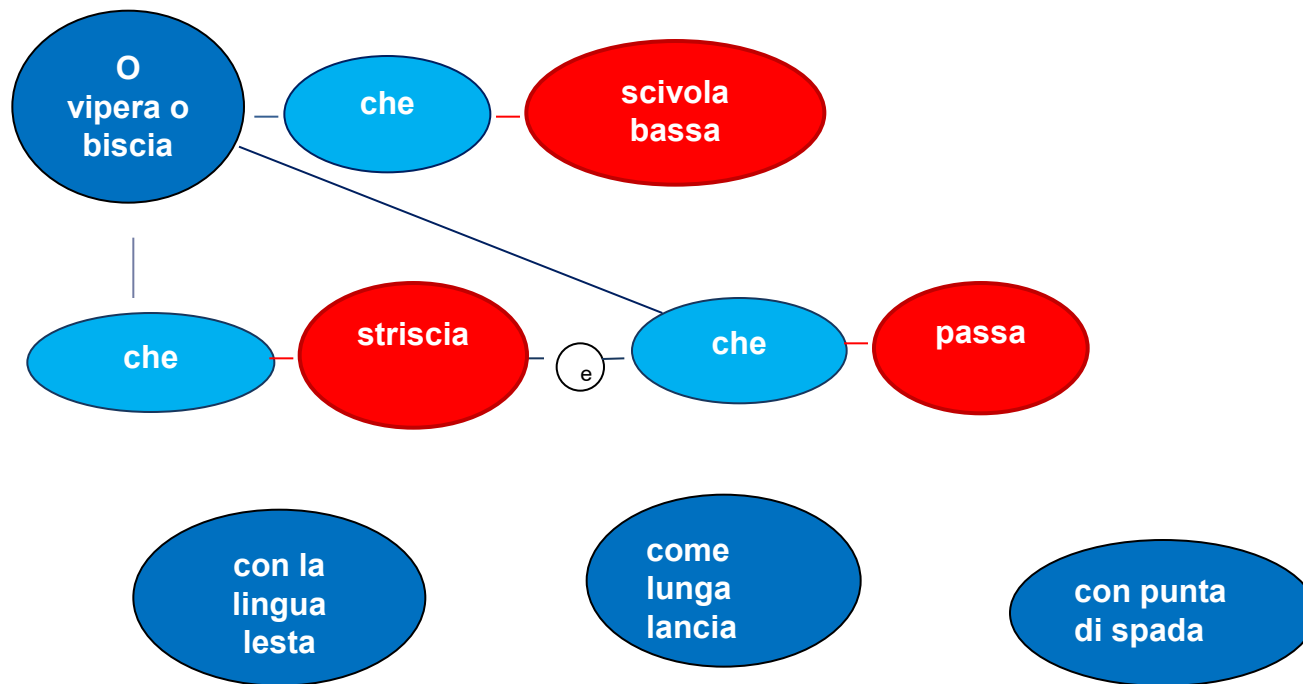 O
vipera o
biscia
che
scivola
bassa
che
striscia
e
che
passa
con la
lingua
lesta
come
lunga
lancia
con punta
di spada